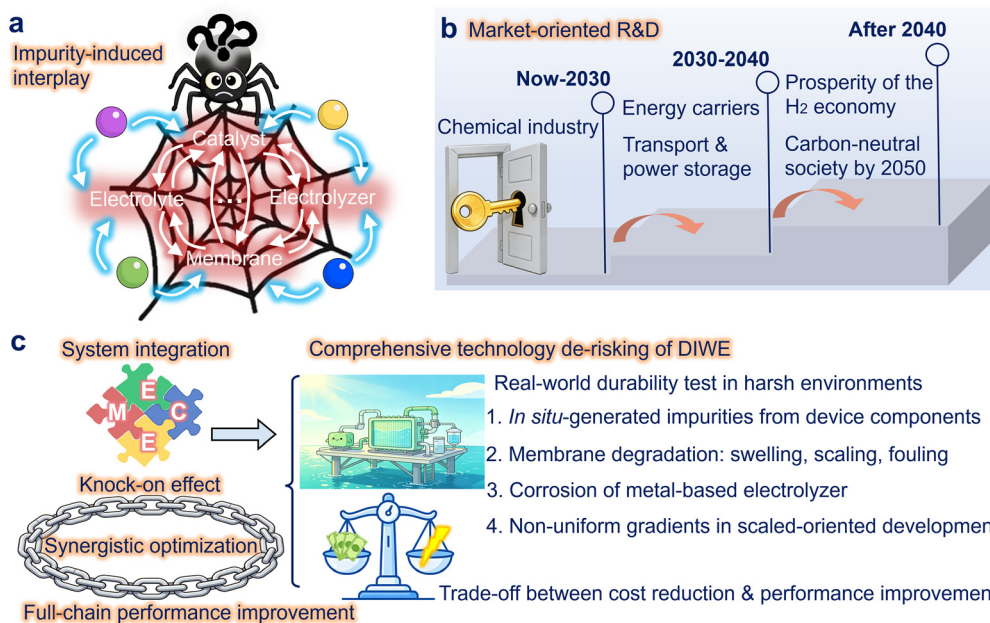 a
???
Impurity-induced
interplay
Catalyst
Electrolyte
...
Electrolyzer
Membrane
b
Market-oriented R&D
Now-2030
Chemical industry
2030-2040
Energy carriers
Transport &
power storage
After 2040
Prosperity of the
H2 economy
Carbon-neutral
society by 2050
c
System integration
E
M
C
E
Knock-on effect
Synergistic optimization
Full-chain performance improvement
Comprehensive technology de-risking of DIWE
Real-world durability test in harsh environments
1. In situ-generated impurities from device components
2. Membrane degradation: swelling, scaling, fouling
3. Corrosion of metal-based electrolyzer
4. Non-uniform gradients in scaled-oriented developmen
Trade-off between cost reduction & performance improvemen